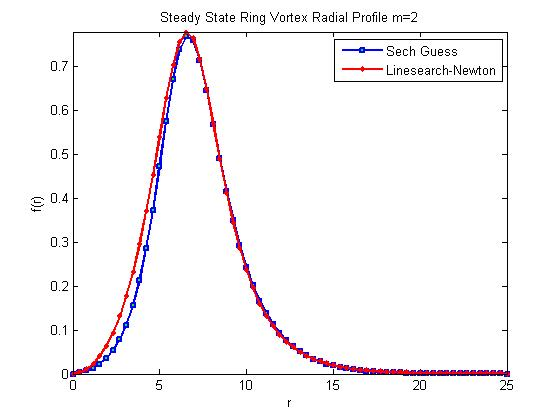 Steady State Ring Vortex Radial Profile m=2
Sech Guess
Linesearch-Newton
f(r)
0.7
0.6
0.5
0.4
0.3
0.2
0.1
0
0 5 10 15 20 25
r